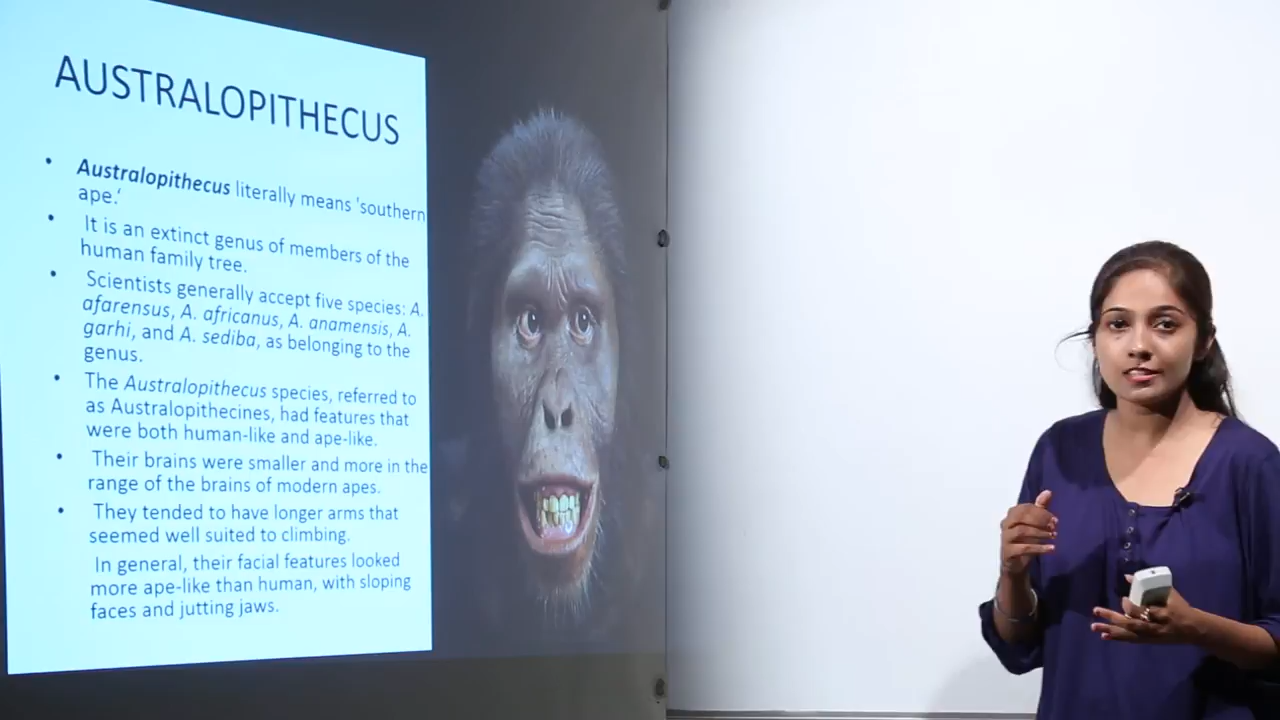 AUSTRALOPITHECUS
• Australopithecus literally means 'southern
ape.‘
• It is an extinct genus of members of the
human family tree.
• Scientists generally accept five species: A.
afarensus, A. africanus, A. anamensis, A.
garhi, and A. sediba, as belonging to the
genus.
• The Australopithecus species, referred to
as Australopithecines, had features that
were both human-like and ape-like.
• Their brains were smaller and more in the
range of the brains of modern apes.
• They tended to have longer arms that
seemed well suited to climbing.
In general, their facial features looked
more ape-like than human, with sloping
faces and jutting jaws.